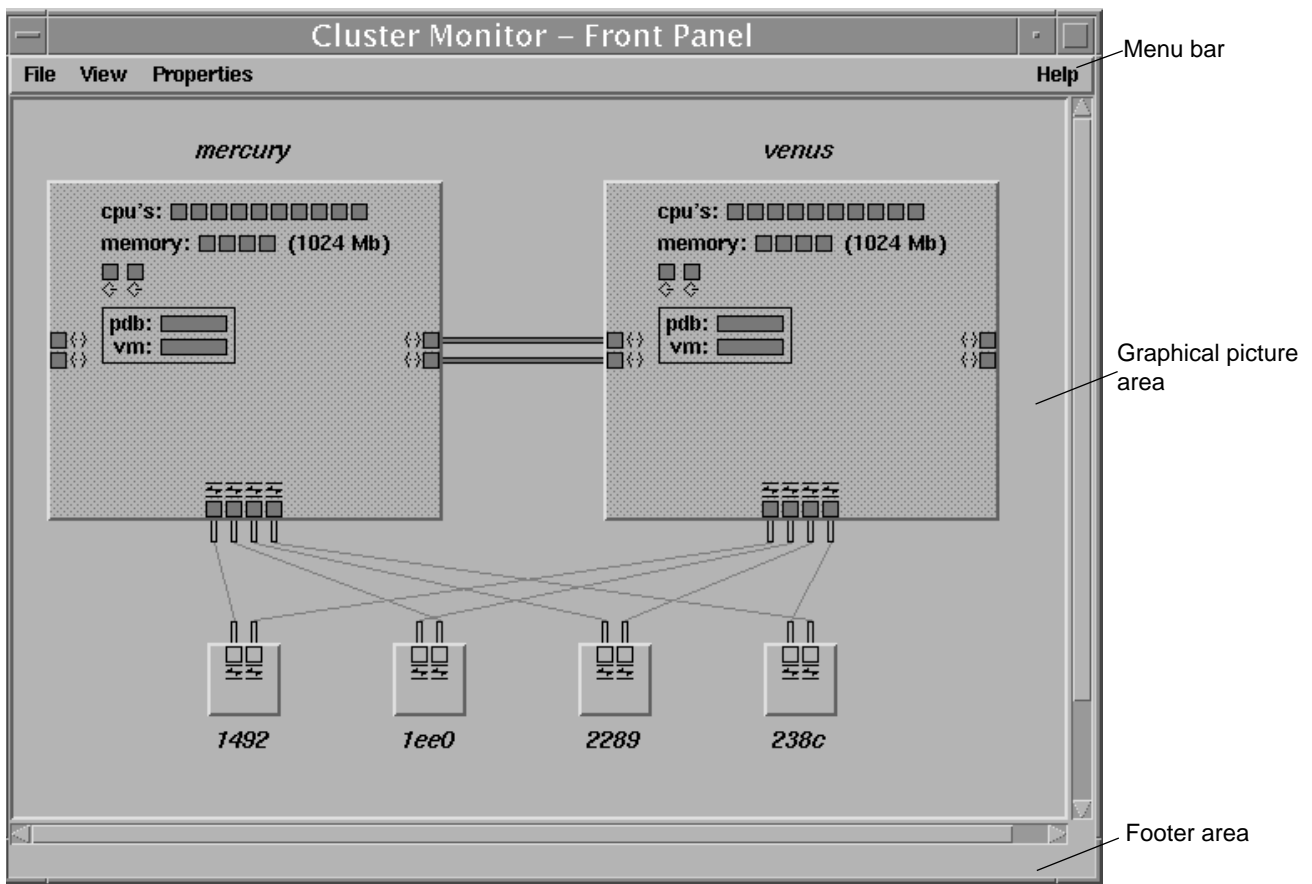 Cluster Monitor – Front Panel
Menu bar
File View Properties Help
mercury venus
cpu's: cpu's:
memory: (1024 Mb) memory: (1024 Mb)
pdb: pdb:
vm: vm:
Graphical picture
area
1492 1ee0 2289 238c
Footer area